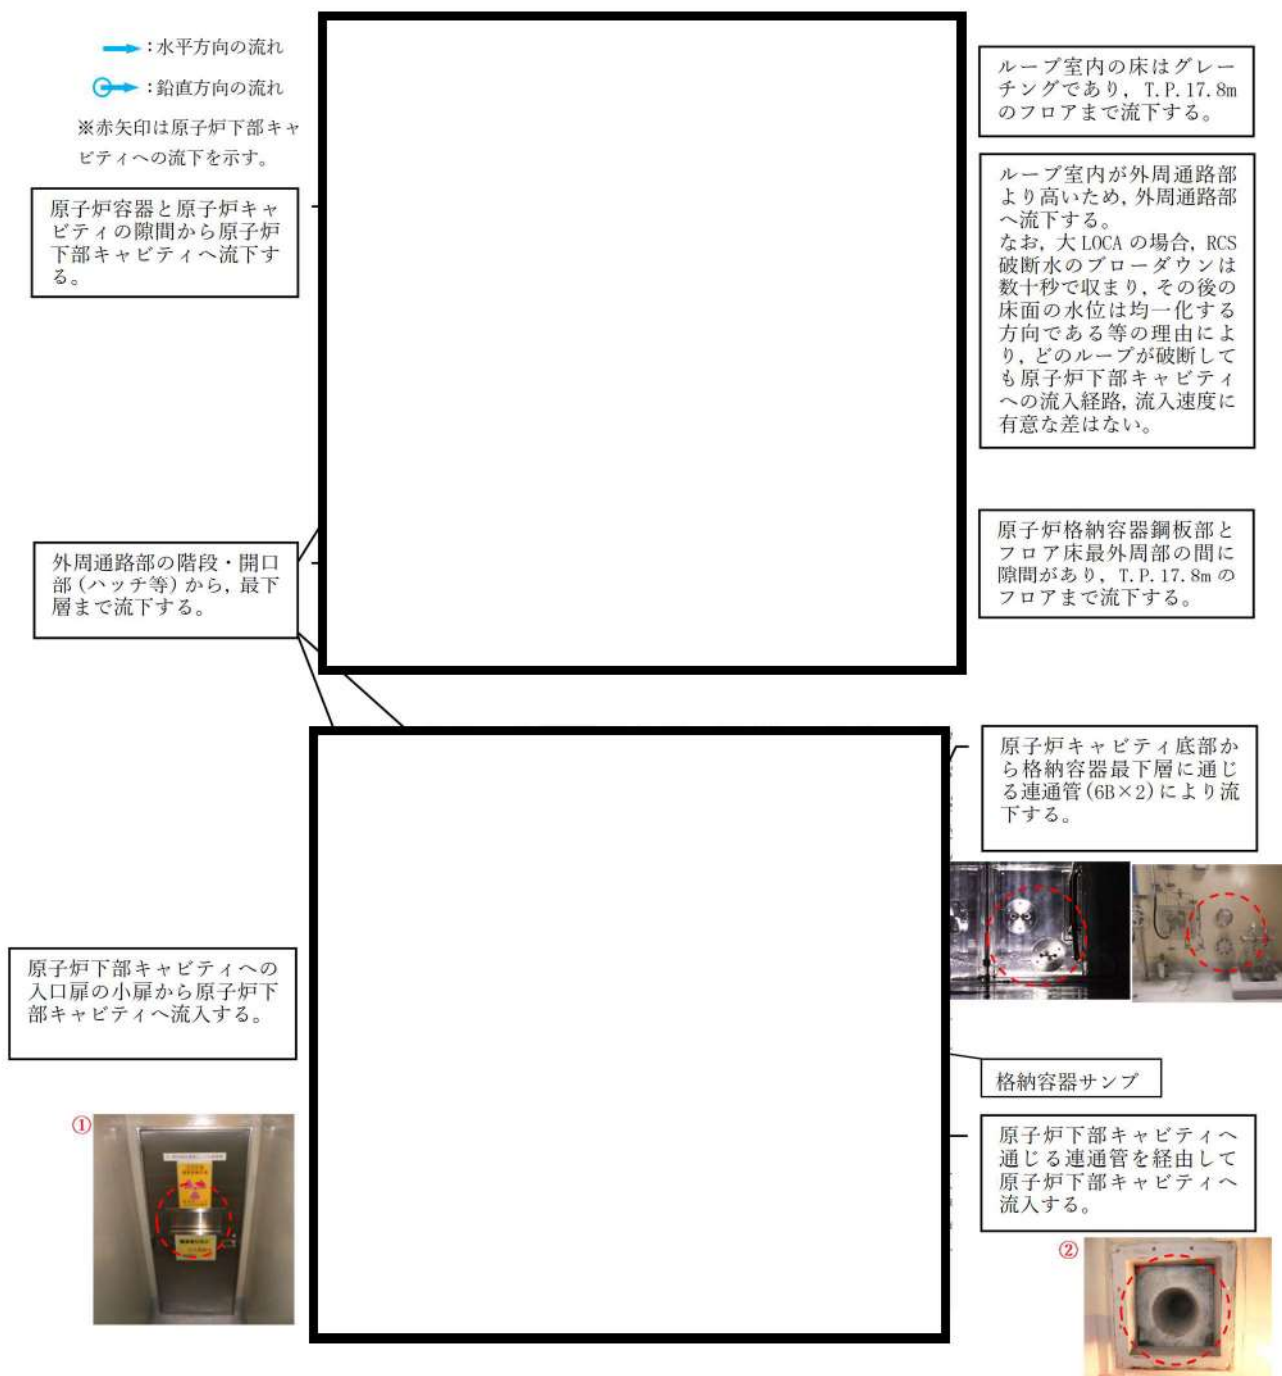 ：水平方向の流れ
：鉛直方向の流れ
※赤矢印は原子炉下部キャ
ビティへの流下を示す。
原子炉容器と原子炉キャ
ビティの隙間から原子炉
下部キャビティへ流下す
る。
外周通路部の階段・開口
部(ハッチ等)から,最下
層まで流下する。
原子炉下部キャビティへの
入口扉の小扉から原子炉下
部キャビティへ流入する。
①
ループ室内の床はグレー
チングであり，T.P.17.8m
のフロアまで流下する。
ループ室内が外周通路部
より高いため,外周通路部
へ流下する。
なお，大LOCAの場合，RCS
破断水のブローダウンは
数十秒で収まり,その後の
床面の水位は均一化する
方向である等の理由によ
り,どのループが破断して
も原子炉下部キャビティ
への流入経路,流入速度に
有意な差はない。
原子炉格納容器鋼板部と
フロア床最外周部の間に
隙間があり，T.P.17.8mの
フロアまで流下する。
原子炉キャビティ底部か
ら格納容器最下層に通じ
る連通管(6B×2)により流
下する。
格納容器サンプ
原子炉下部キャビティへ
通じる連通管を経由して
原子炉下部キャビティへ
流入する。
②